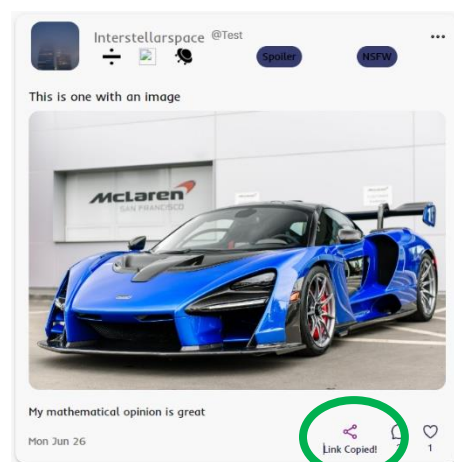 Interstellarspace @Test
Spoiler NSFW
This is one with an image
McLaren
SAN FRANCISCO
My mathematical opinion is great
Mon Jun 26
Link Copied!
1